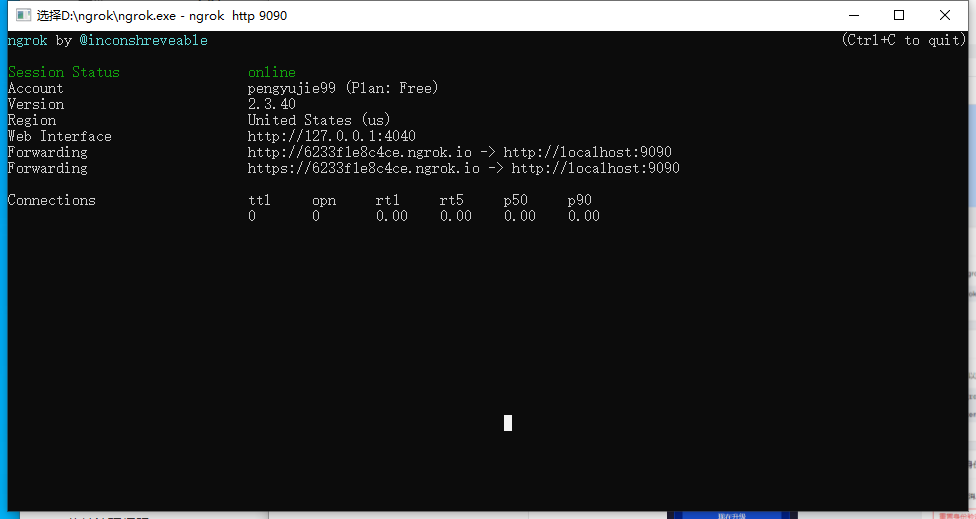 选择D:\ngrok\ngrok.exe - ngrok http 9090
ngrok by @inconshreveable (Ctrl+C to quit)
Session Status online
Account pengyujie99 (Plan: Free)
Version 2.3.40
Region United States (us)
Web Interface http://127.0.0.1:4040
Forwarding http://6233f1e8c4ce.ngrok.io -> http://localhost:9090
Forwarding https://6233f1e8c4ce.ngrok.io -> http://localhost:9090
Connections ttl opn rt1 rt5 p50 p90
0 0 0.00 0.00 0.00 0.00